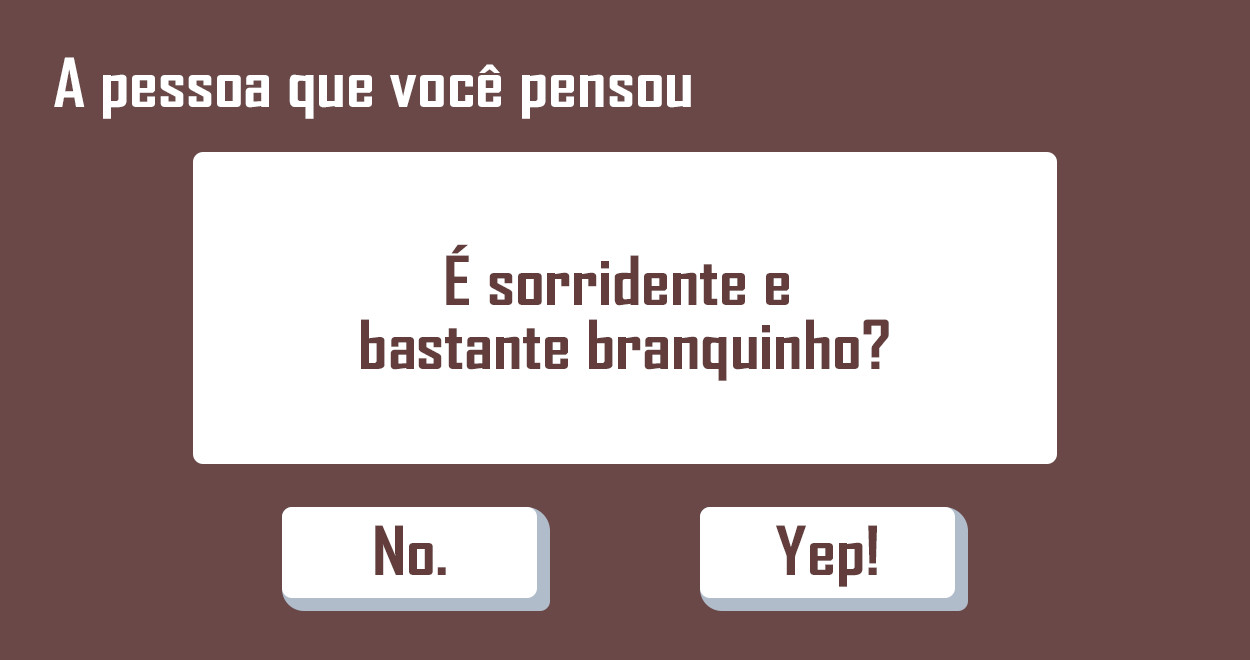 A pessoa que você pensou
É sorridente e
bastante branquinho?
No.
Yep!